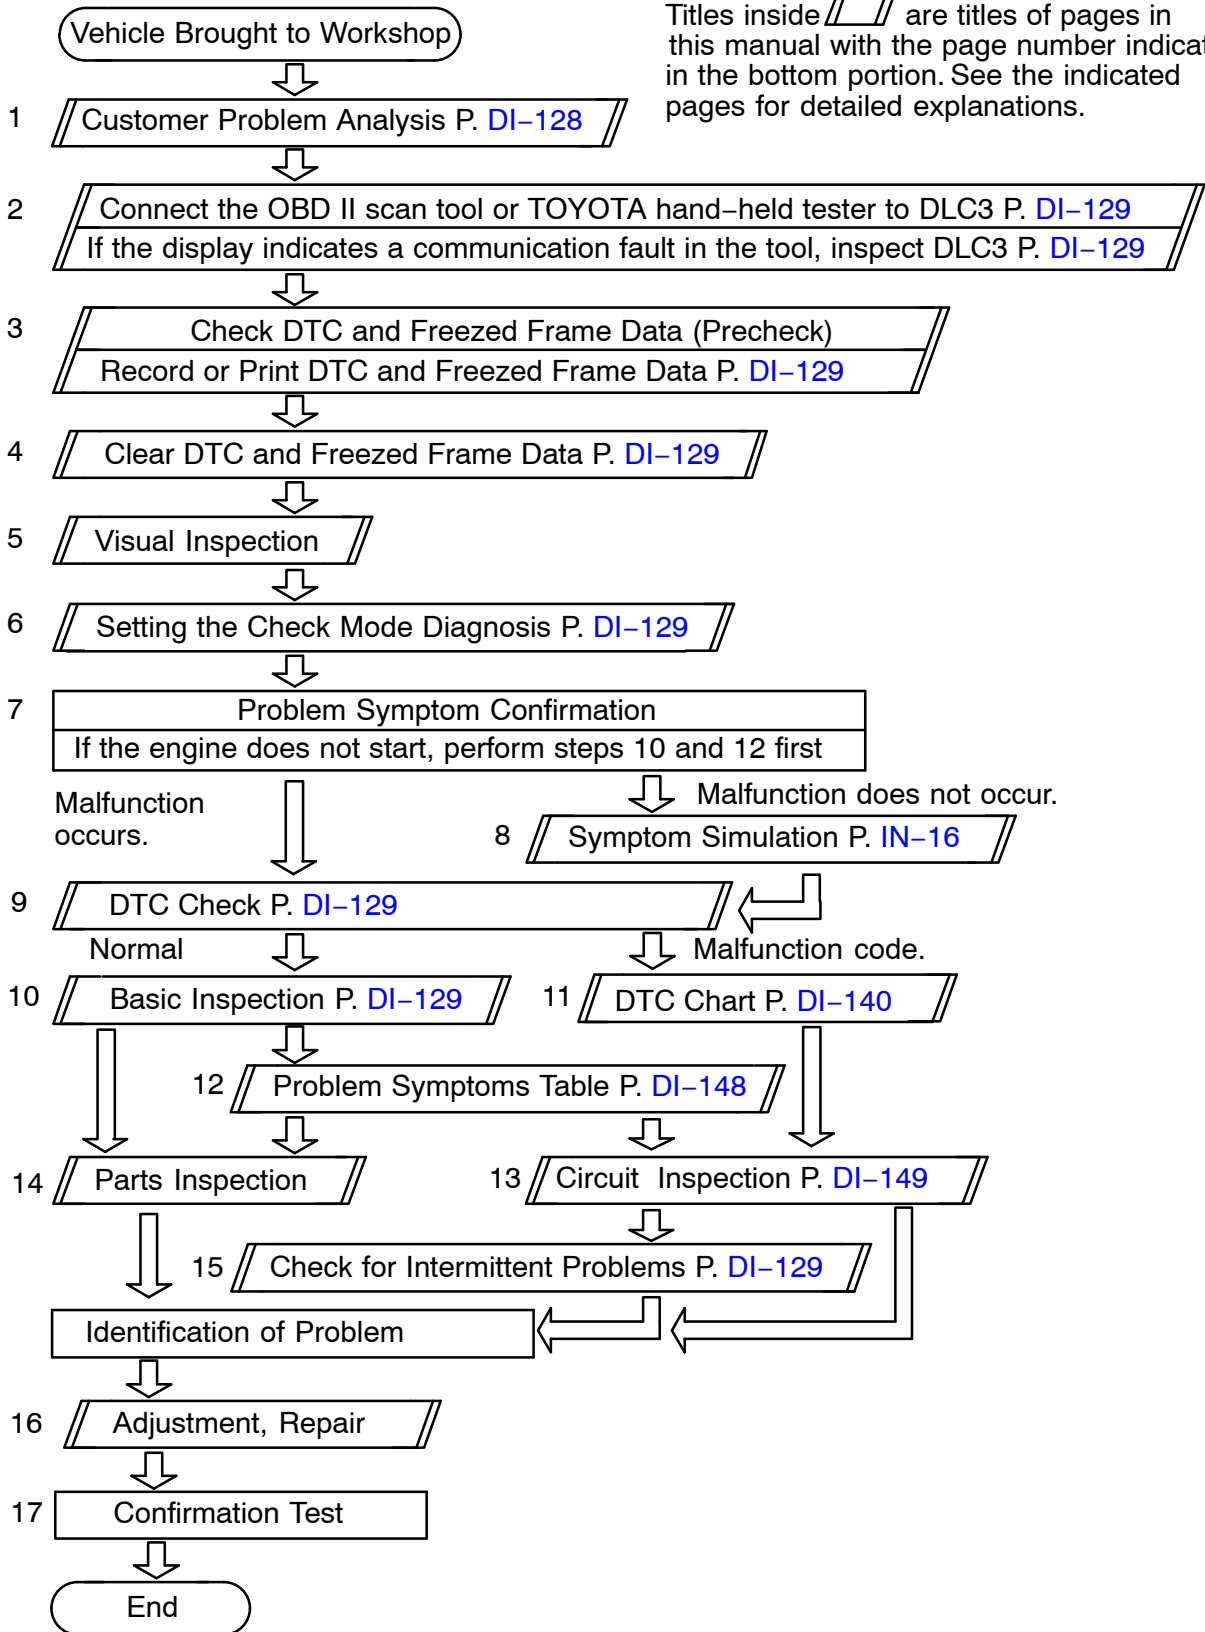 Vehicle Brought to Workshop
Titles inside are titles of pages in
this manual with the page number indicat
in the bottom portion. See the indicated
pages for detailed explanations.
1 Customer Problem Analysis P. DI–128
2 Connect the OBD II scan tool or TOYOTA hand–held tester to DLC3 P. DI–129
If the display indicates a communication fault in the tool, inspect DLC3 P. DI–129
3 Check DTC and Freezed Frame Data (Precheck)
Record or Print DTC and Freezed Frame Data P. DI–129
4 Clear DTC and Freezed Frame Data P. DI–129
5 Visual Inspection
6 Setting the Check Mode Diagnosis P. DI–129
7 Problem Symptom Confirmation
If the engine does not start, perform steps 10 and 12 first
Malfunction
occurs.
Malfunction does not occur.
8 Symptom Simulation P. IN–16
9 DTC Check P. DI–129
Normal
Malfunction code.
10 Basic Inspection P. DI–129
11 DTC Chart P. DI–140
12 Problem Symptoms Table P. DI–148
14 Parts Inspection
13 Circuit Inspection P. DI–149
15 Check for Intermittent Problems P. DI–129
Identification of Problem
16 Adjustment, Repair
17 Confirmation Test
End